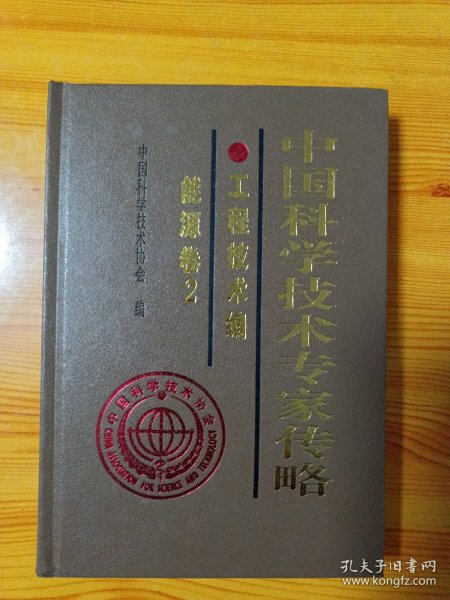 中国科学技术专家传略
工程技术编
能源卷2
中国科学技术协会 编
中国科学技术协会
CHINA ASSOCIATION FOR SCIENCE AND TECHNOLOGY
孔夫子旧书网
www.kongfz.com